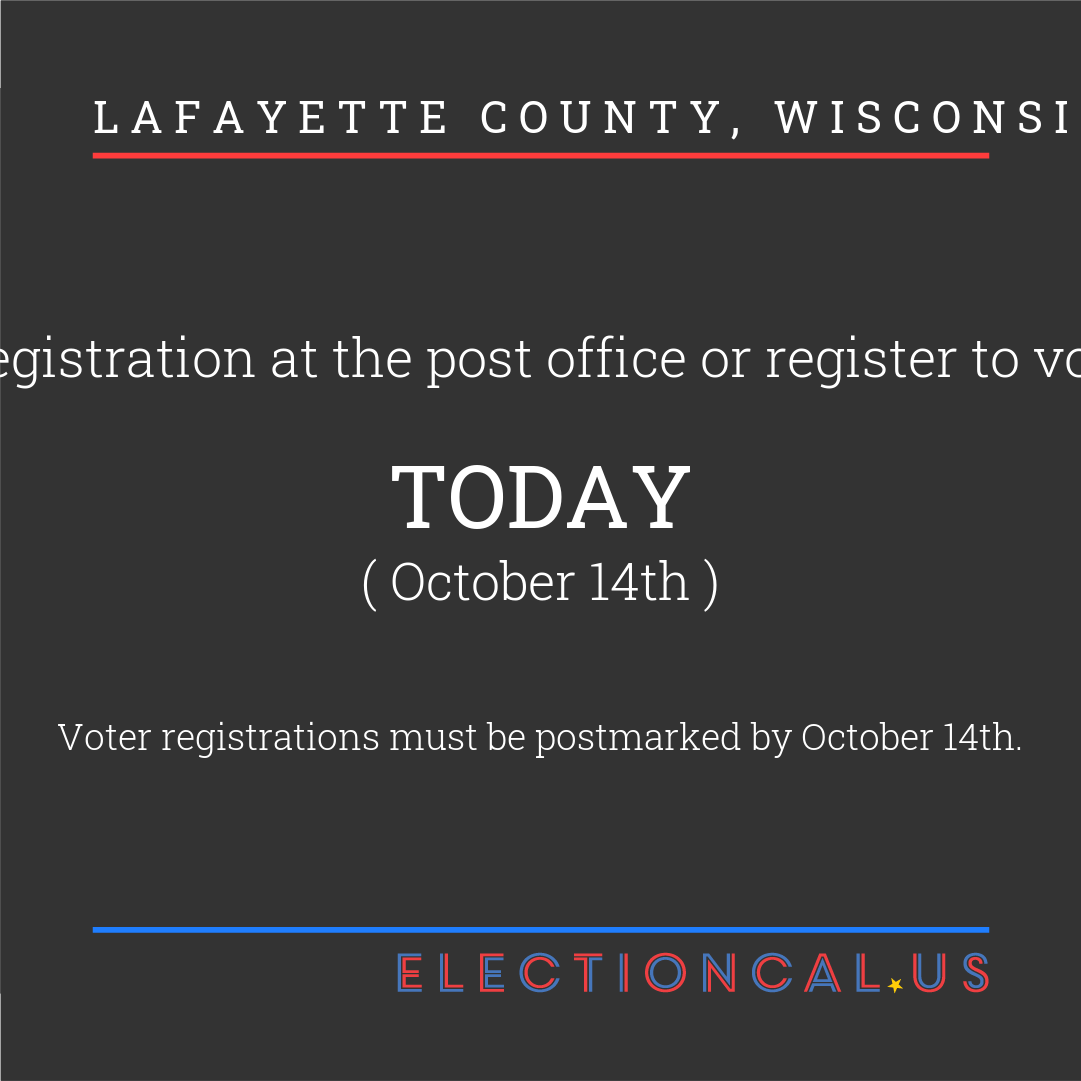 LAFAYETTE COUNTY, WISCONSI
egistration at the post office or register to vo
TODAY
( October 14th )
Voter registrations must be postmarked by October 14th.
ELECTIONCAL.US